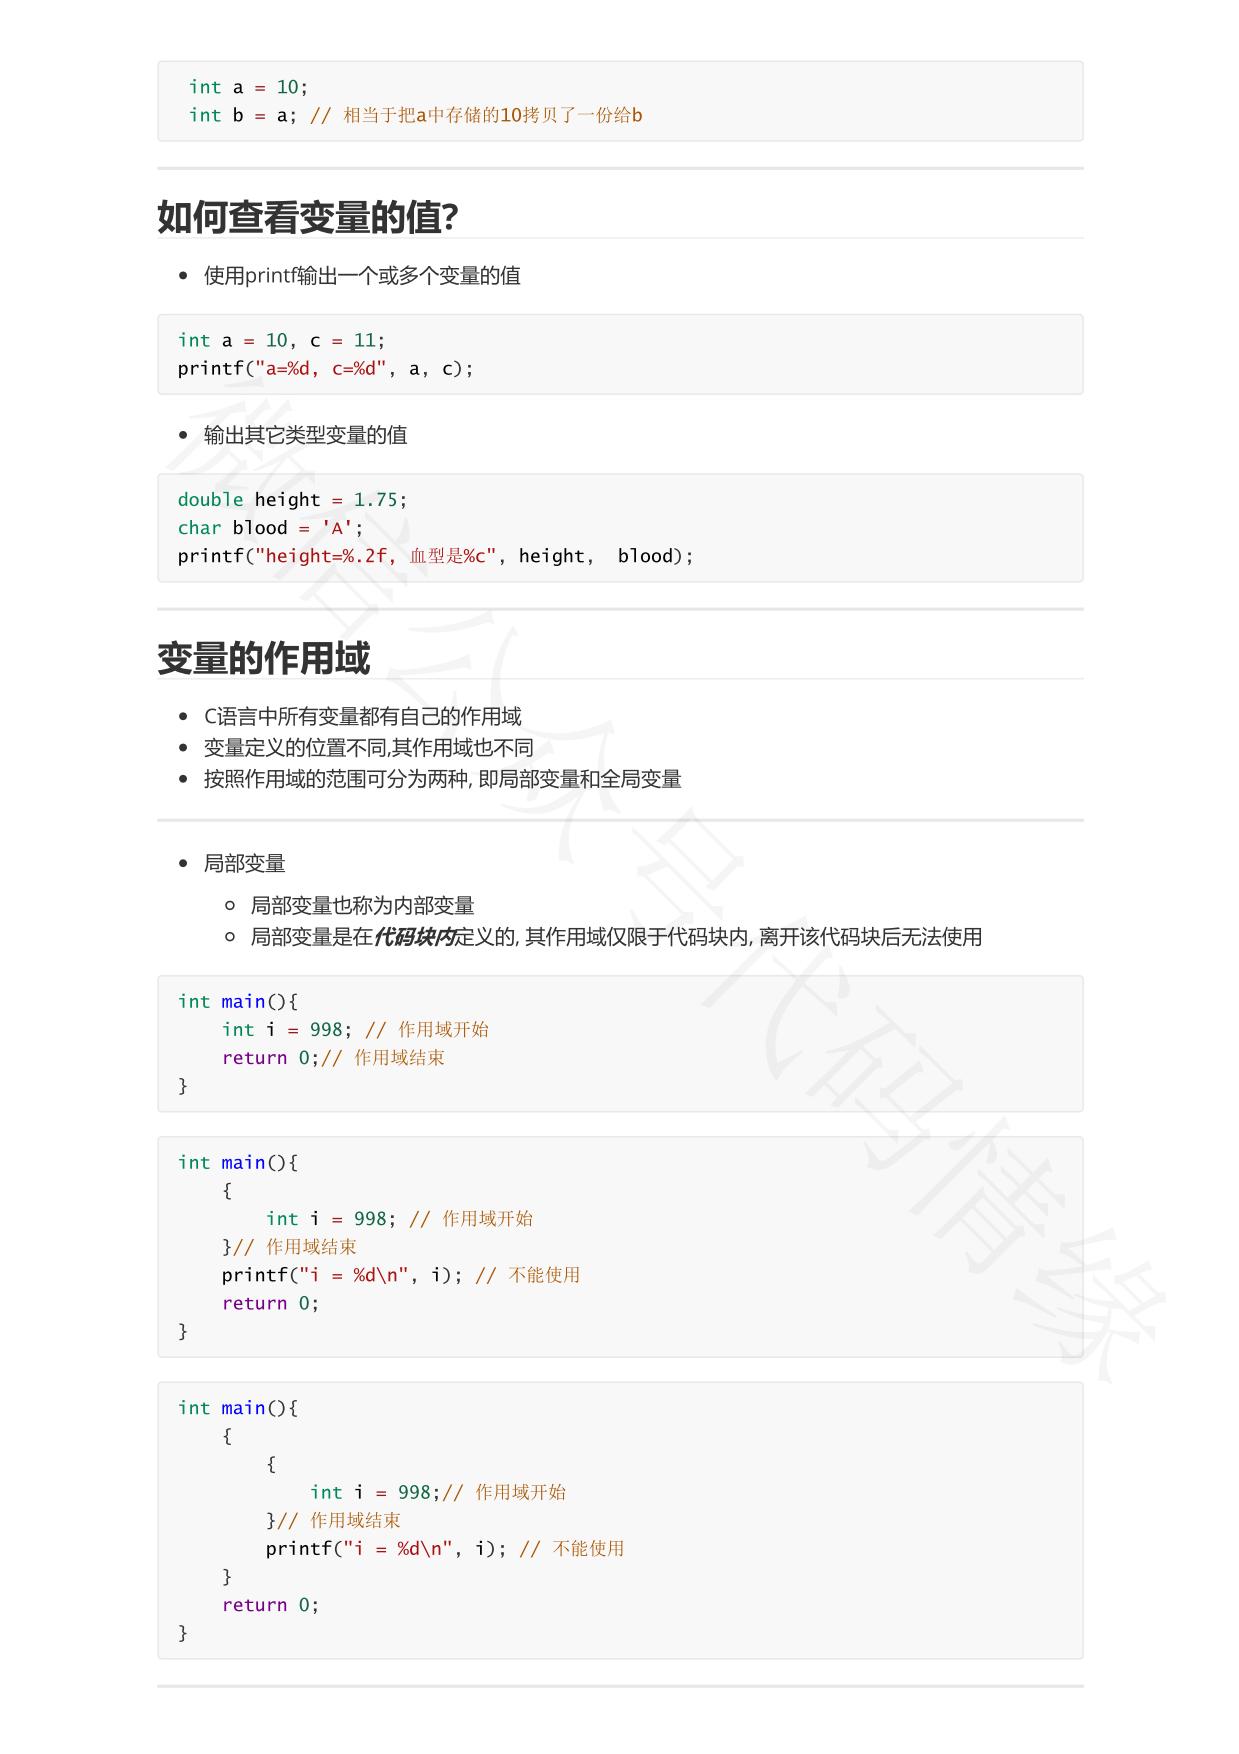 int a = 10;
int b = a; // 相当于把a中存储的10拷贝了一份给b
如何查看变量的值?
使用printf输出一个或多个变量的值
int a = 10, c = 11;
printf("a=%d, c=%d", a, c);
输出其它类型变量的值
double height = 1.75;
char blood = 'A';
printf("height=%.2f, 血型是%c", height,  blood);
变量的作用域
C语言中所有变量都有自己的作用域
变量定义的位置不同,其作用域也不同
按照作用域的范围可分为两种, 即局部变量和全局变量
局部变量
局部变量也称为内部变量
局部变量是在代码块内定义的, 其作用域仅限于代码块内, 离开该代码块后无法使用
int main(){
    int i = 998; // 作用域开始
    return 0;// 作用域结束
}
int main(){
    {
        int i = 998; // 作用域开始
    }// 作用域结束
    printf("i = %d\n", i); // 不能使用
    return 0;
}
int main(){
    {
        {
            int i = 998;// 作用域开始
        }// 作用域结束
        printf("i = %d\n", i); // 不能使用
    }
    return 0;
}
微信公众号代码情缘